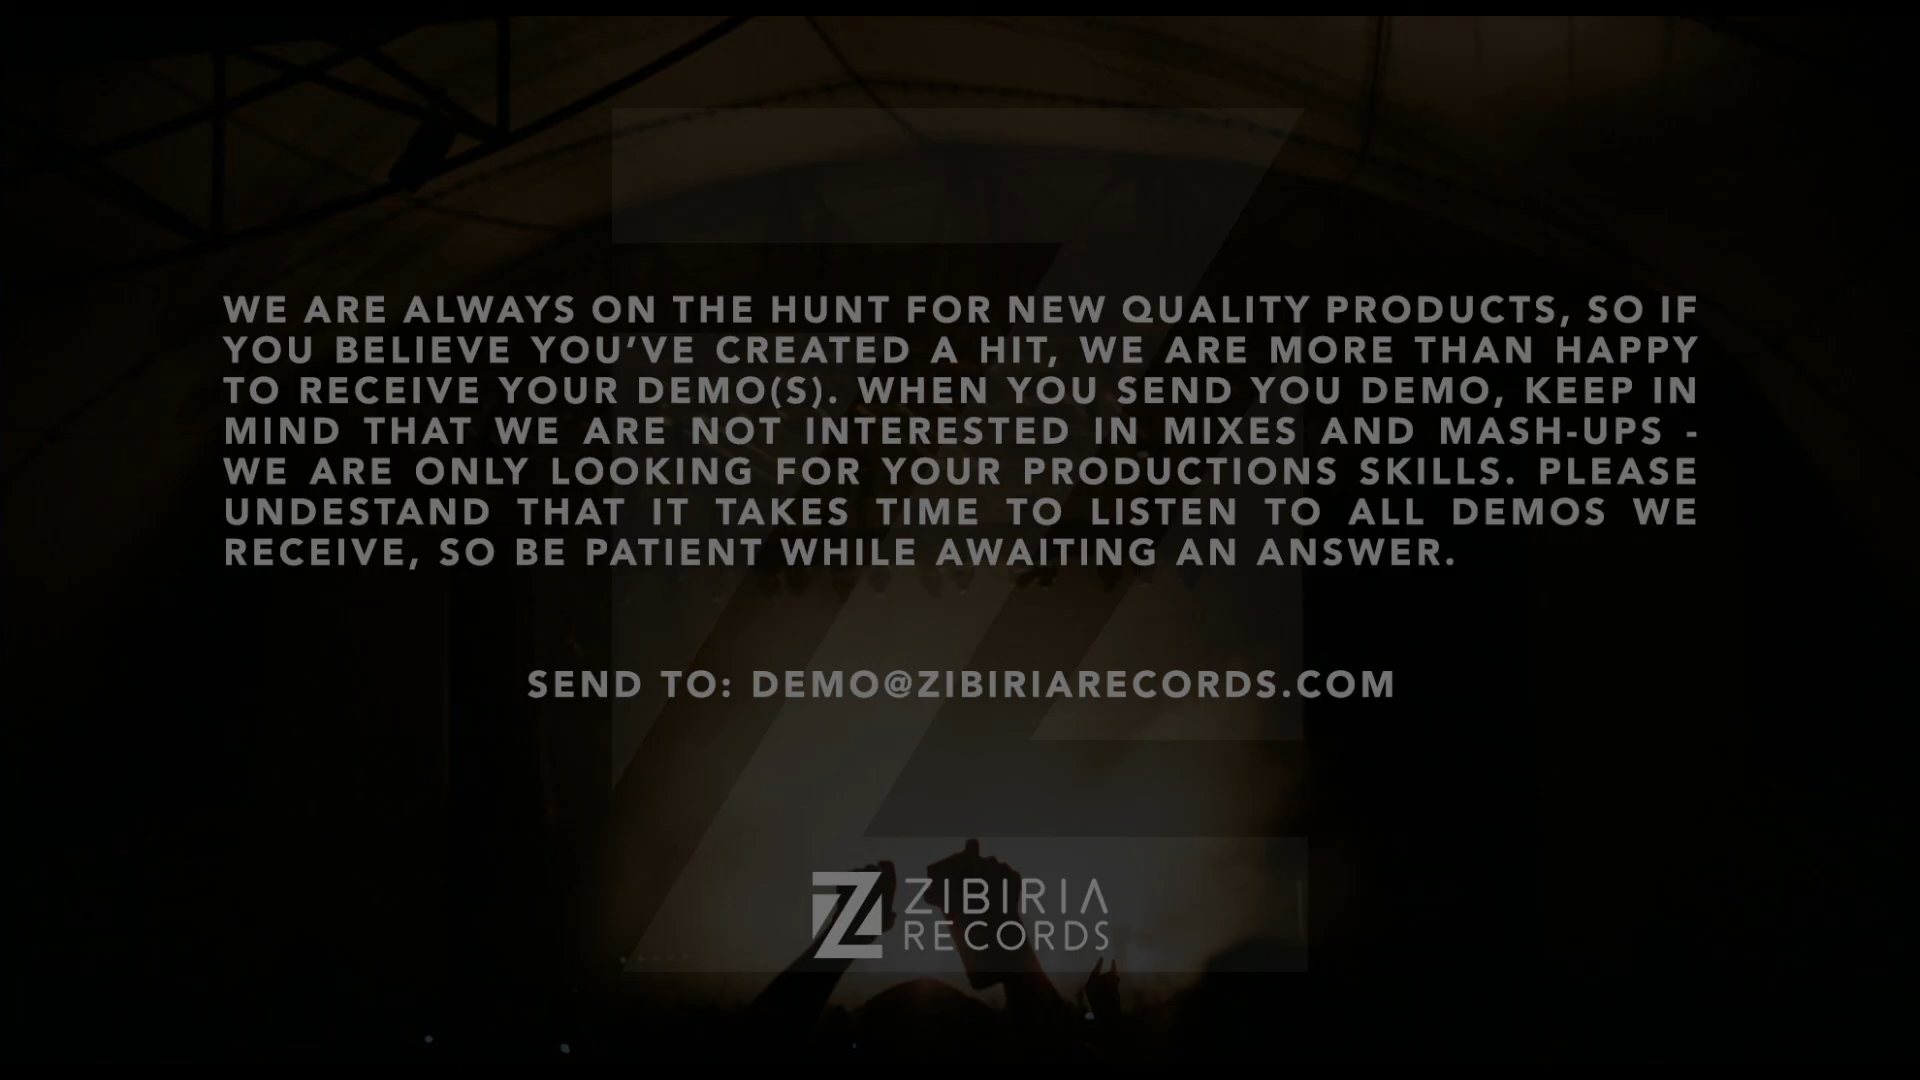 WE ARE ALWAYS ON THE HUNT FOR NEW QUALITY PRODUCTS, SO IF
YOU BELIEVE YOU’VE CREATED A HIT, WE ARE MORE THAN HAPPY
TO RECEIVE YOUR DEMO(S). WHEN YOU SEND YOU DEMO, KEEP IN
MIND THAT WE ARE NOT INTERESTED IN MIXES AND MASH-UPS -
WE ARE ONLY LOOKING FOR YOUR PRODUCTIONS SKILLS. PLEASE
UNDESTAND THAT IT TAKES TIME TO LISTEN TO ALL DEMOS WE
RECEIVE, SO BE PATIENT WHILE AWAITING AN ANSWER.
SEND TO: DEMO@ZIBIRIARECORDS.COM
ZIBIRIA
RECORDS